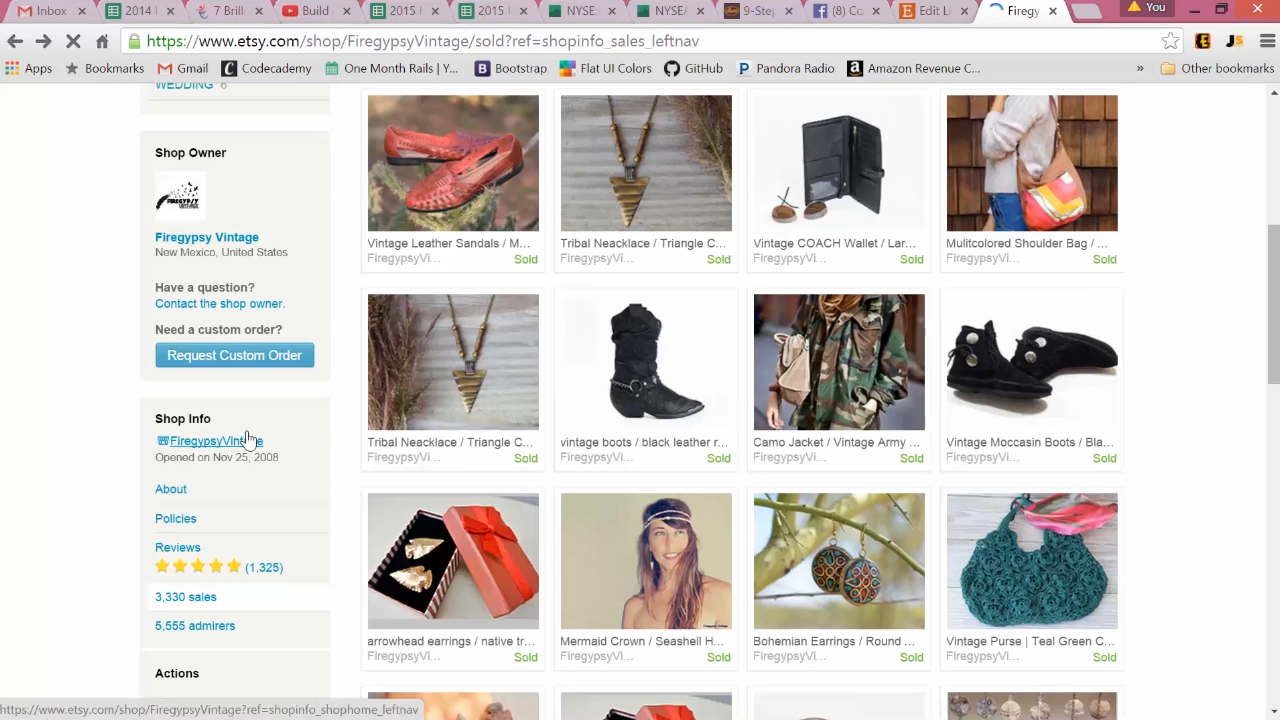 Inbox
2014
7 Brill
Build
2015
2015
NYSE
NYSE/
9-Step
(8) Co
Edit Li
Firegy
You
https://www.etsy.com/shop/FiregypsyVintage/sold?ref=shopinfo_sales_leftnav
Apps Bookmarks Gmail Codecademy One Month Rails | Y... Bootstrap Flat UI Colors GitHub Pandora Radio Amazon Revenue C... » Other bookmarks
WEDDING 6
Shop Owner
FIREGYPSY
VINTAGE
Firegypsy Vintage
New Mexico, United States
Have a question?
Contact the shop owner.
Need a custom order?
Request Custom Order
Shop Info
FiregypsyVintage
Opened on Nov 25, 2008
About
Policies
Reviews
(1,325)
3,330 sales
5,555 admirers
Actions
Vintage Leather Sandals / M...
FiregypsyVi... Sold
Tribal Neacklace / Triangle C...
FiregypsyVi... Sold
Vintage COACH Wallet / Lar...
FiregypsyVi... Sold
Mulitcolored Shoulder Bag / ...
FiregypsyVi... Sold
Tribal Neacklace / Triangle C...
FiregypsyVi... Sold
vintage boots / black leather r...
FiregypsyVi... Sold
Camo Jacket / Vintage Army ...
FiregypsyVi... Sold
Vintage Moccasin Boots / Bla...
FiregypsyVi... Sold
arrowhead earrings / native tr...
FiregypsyVi... Sold
Mermaid Crown / Seashell H...
FiregypsyVi... Sold
Bohemian Earrings / Round ...
FiregypsyVi... Sold
Vintage Purse | Teal Green C...
FiregypsyVi... Sold
https://www.etsy.com/shop/FiregypsyVintage?ref=shopinfo_shophome_leftnav